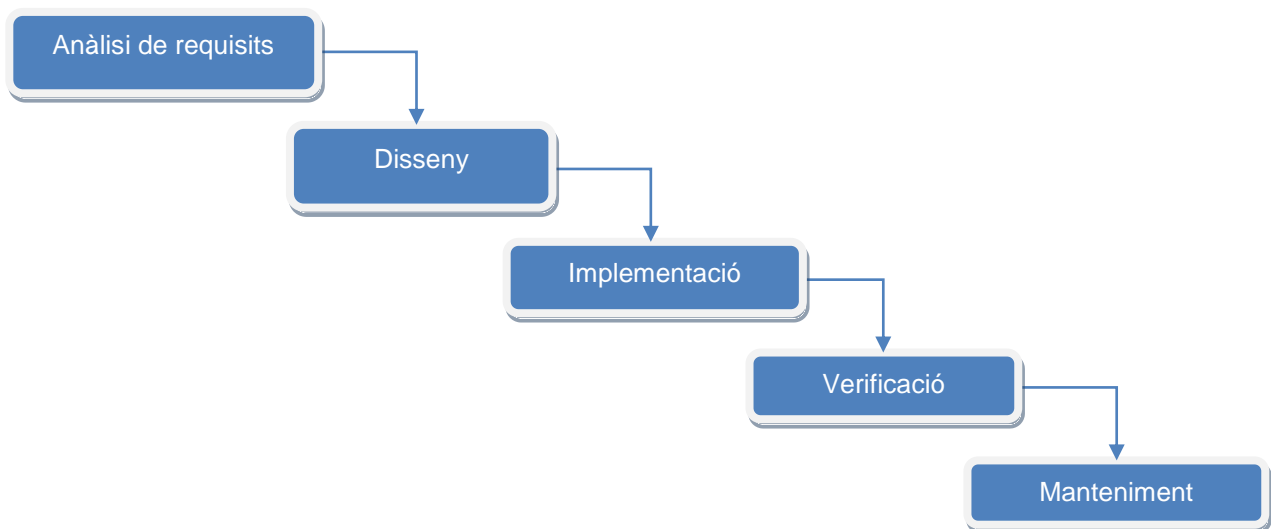 Anàlisi de requisits
Disseny
Implementació
Verificació
Manteniment